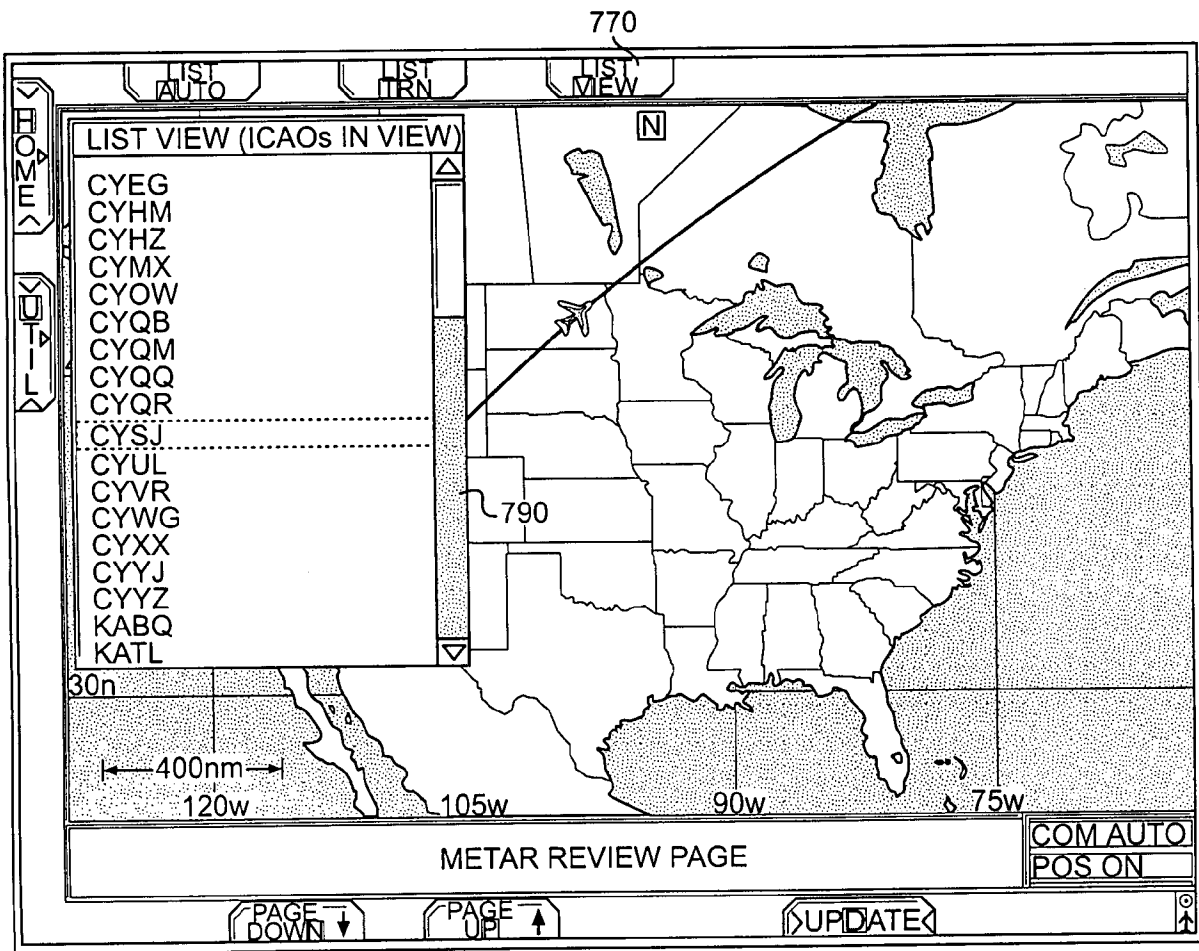 770
LIST AUTO
LIST TRN
LIST VIEW
HOME
UTIL
LIST VIEW (ICAOs IN VIEW)
N
CYEG
CYHM
CYHZ
CYMX
CYOW
CYQB
CYQM
CYQQ
CYQR
CYSJ
CYUL
CYVR
CYWG
CYXX
CYYJ
CYYZ
KABQ
KATL
790
30n
400nm
120w
105w
90w
75w
METAR REVIEW PAGE
COM AUTO
POS ON
PAGE DOWN
PAGE UP
>UPDATE<